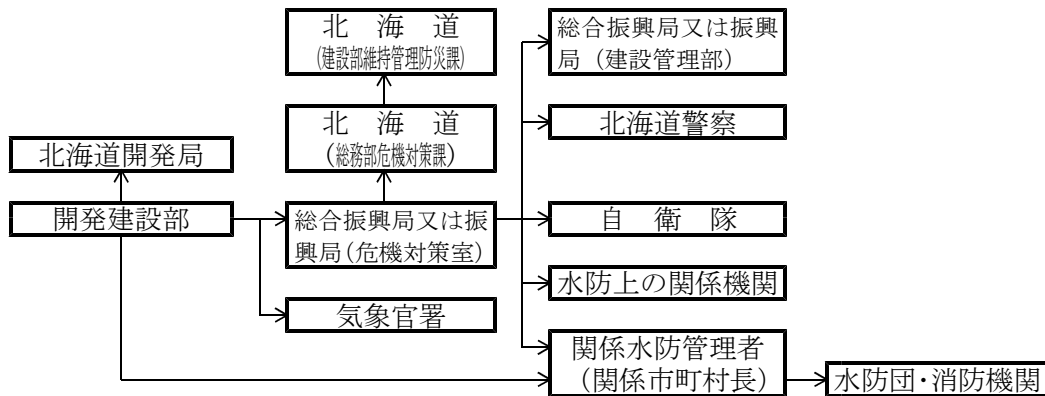 北　海　道
(建設部維持管理防災課)
総合振興局又は振興
局（建設管理部）
北　海　道
(総務部危機対策課)
北海道警察
北海道開発局
開発建設部
総合振興局又は振
興局(危機対策室)
自　衛　隊
水防上の関係機関
気象官署
関係水防管理者
（関係市町村長）
水防団・消防機関